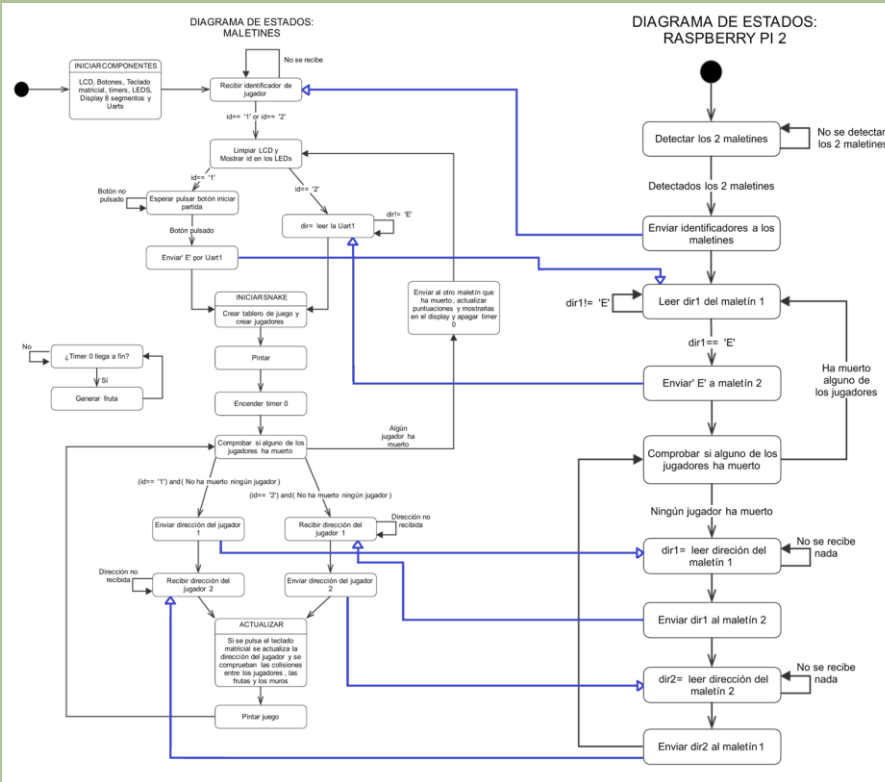 DIAGRAMA DE ESTADOS:
MALETINES
INICIAR COMPONENTES
LCD, Botones, Teclado
matricial, timers, LEDS,
Display 8 segmentos y
Uarts
No se recibe
Recibir identificador de
jugador
id== '1' or id== '2'
Limpiar LCD y
Mostrar id en los LEDs
id== '1'
id== '2'
Botón no
pulsado
Esperar pulsar botón iniciar
partida
Botón pulsado
Enviar' E' por Uart1
dir!= 'E'
dir= leer la Uart1
INICIAR SNAKE
Crear tablero de juego y
crear jugadores
Pintar
Encender timer 0
No
¿Timer 0 llega a fin?
Sí
Generar fruta
Enviar al otro maletín que
ha muerto, actualizar
puntuaciones y mostrarlas
en el display y apagar timer
0
Algún
jugador ha
muerto
Comprobar si alguno de los
jugadores ha muerto
(id== '1') and( No ha muerto ningún jugador )
(id== '2') and( No ha muerto ningún jugador )
Enviar dirección del jugador
1
Recibir dirección del
jugador 1
Dirección no
recibida
Dirección no
recibida
Recibir dirección del
jugador 2
Enviar dirección del jugador
2
ACTUALIZAR
Si se pulsa el teclado
matricial se actualiza la
dirección del jugador y se
comprueban las colisiones
entre los jugadores , las
frutas y los muros
Pintar juego
DIAGRAMA DE ESTADOS:
RASPBERRY PI 2
Detectar los 2 maletines
No se detectan
los 2 maletines
Detectados los 2 maletines
Enviar identificadores a los
maletines
Leer dir1 del maletín 1
dir1!= 'E'
dir1== 'E'
Enviar' E' a maletín 2
Ha muerto
alguno de
los jugadores
Comprobar si alguno de los
jugadores ha muerto
Ningún jugador ha muerto
dir1= leer direción del
maletín 1
No se recibe
nada
Enviar dir1 al maletín 2
dir2= leer dirección del
maletín 2
No se recibe
nada
Enviar dir2 al maletín 1